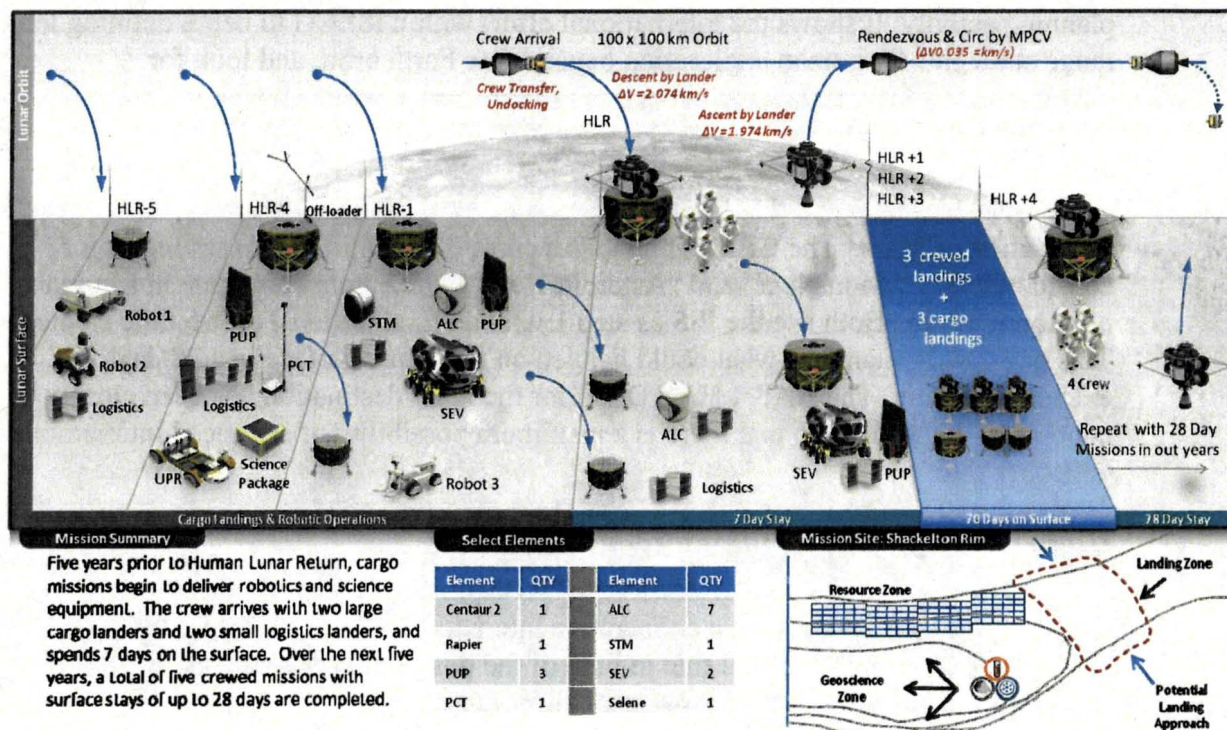 Lunar Orbit
Crew Arrival
100 x 100 km Orbit
Rendezvous & Circ by MPCV
(ΔV0.035 =km/s)
Crew Transfer,
Undocking
Descent by Lander
ΔV=2.074 km/s
HLR
Ascent by Lander
ΔV=1.974 km/s
HLR +1
HLR +2
HLR +3
HLR +4
HLR-5
HLR-4
Off-loader
HLR-1
Lunar Surface
Robot 1
Robot 2
Logistics
UPR
PUP
PCT
Logistics
Science
Package
STM
ALC
PUP
SEV
Robot 3
ALC
Logistics
SEV
PUP
3 crewed
landings
+
3 cargo
landings
4 Crew
Repeat with 28 Day
Missions in out years
Cargo Landings & Robotic Operations
7 Day Stay
70 Days on Surface
28 Day Stay
Mission Summary
Five years prior to Human Lunar Return, cargo
missions begin to deliver robotics and science
equipment. The crew arrives with two large
cargo landers and two small logistics landers, and
spends 7 days on the surface. Over the next five
years, a total of five crewed missions with
surface stays of up to 28 days are completed.
Select Elements
Element QTY Element QTY
Centaur 2 1 ALC 7
Rapier 1 STM 1
PUP 3 SEV 2
PCT 1 Selene 1
Mission Site: Shackelton Rim
Resource Zone
Landing Zone
Geoscience
Zone
Potential
Landing
Approach